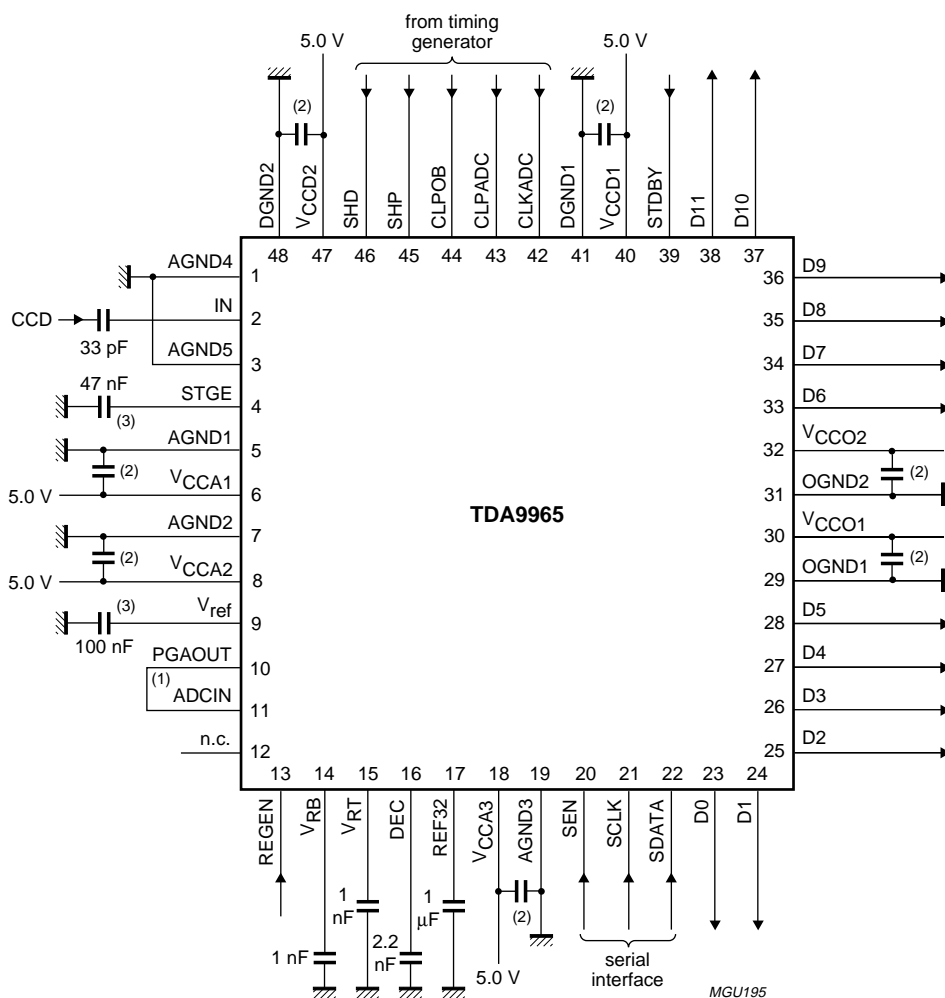 from timing
generator
5.0 V
5.0 V
(2)
(2)
DGND2
VCCD2
SHD
SHP
CLPOB
CLPADC
CLKADC
DGND1
VCCD1
STDBY
D11
D10
48 47 46 45 44 43 42 41 40 39 38 37
AGND4
1
IN
2
CCD
33 pF
AGND5
3
47 nF
STGE
4
(3)
AGND1
5
(2)
VCCA1
6
5.0 V
AGND2
7
(2)
VCCA2
8
5.0 V
Vref
9
(3)
100 nF
PGAOUT
10
(1)
ADCIN
11
n.c.
12
TDA9965
36
D9
35
D8
34
D7
33
D6
32
VCCO2
(2)
31
OGND2
30
VCCO1
(2)
29
OGND1
28
D5
27
D4
26
D3
25
D2
13 14 15 16 17 18 19 20 21 22 23 24
REGEN
VRB
VRT
DEC
REF32
VCCA3
AGND3
SEN
SCLK
SDATA
D0
D1
1
nF
1
μF
(2)
1 nF
2.2
nF
5.0 V
serial
interface
MGU195